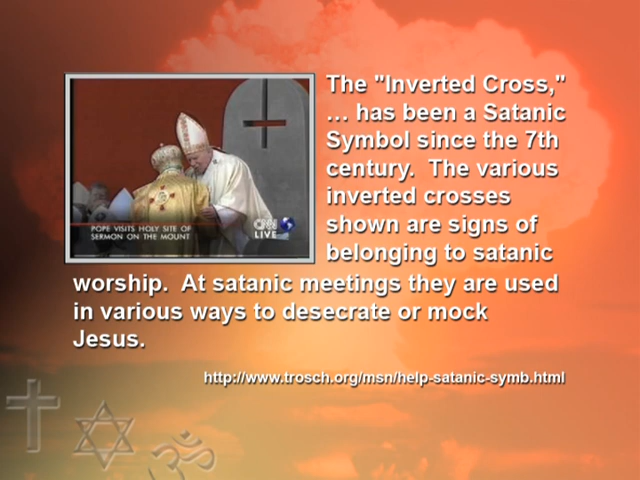 The "Inverted Cross,"
... has been a Satanic
Symbol since the 7th
century.  The various
inverted crosses
shown are signs of
belonging to satanic
worship.  At satanic meetings they are used
in various ways to desecrate or mock
Jesus.
POPE VISITS HOLY SITE OF
SERMON ON THE MOUNT
CNN
LIVE
http://www.trosch.org/msn/help-satanic-symb.html